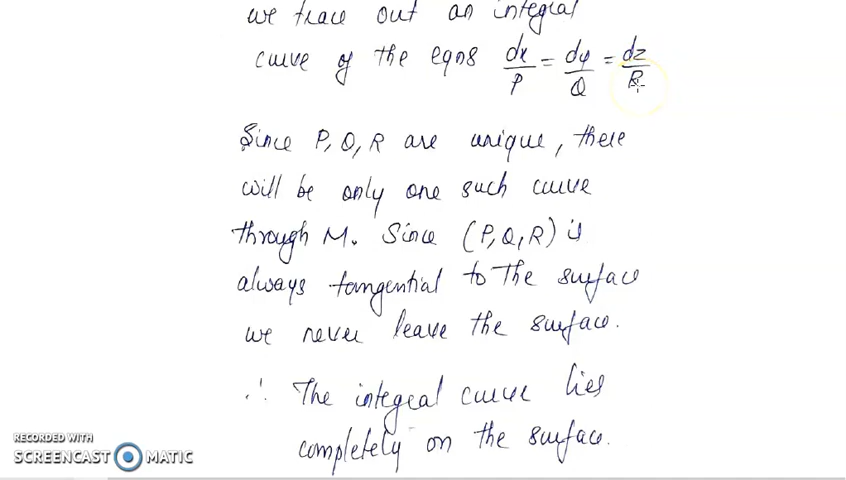 we trace out an integral
curve of the eqns dx/P = dy/Q = dz/R
Since P, Q, R are unique, there
will be only one such curve
through M. Since (P, Q, R) is
always tangential to the surface
we never leave the surface.
∴ The integral curve lies
completely on the surface.
RECORDED WITH
SCREENCAST MATIC